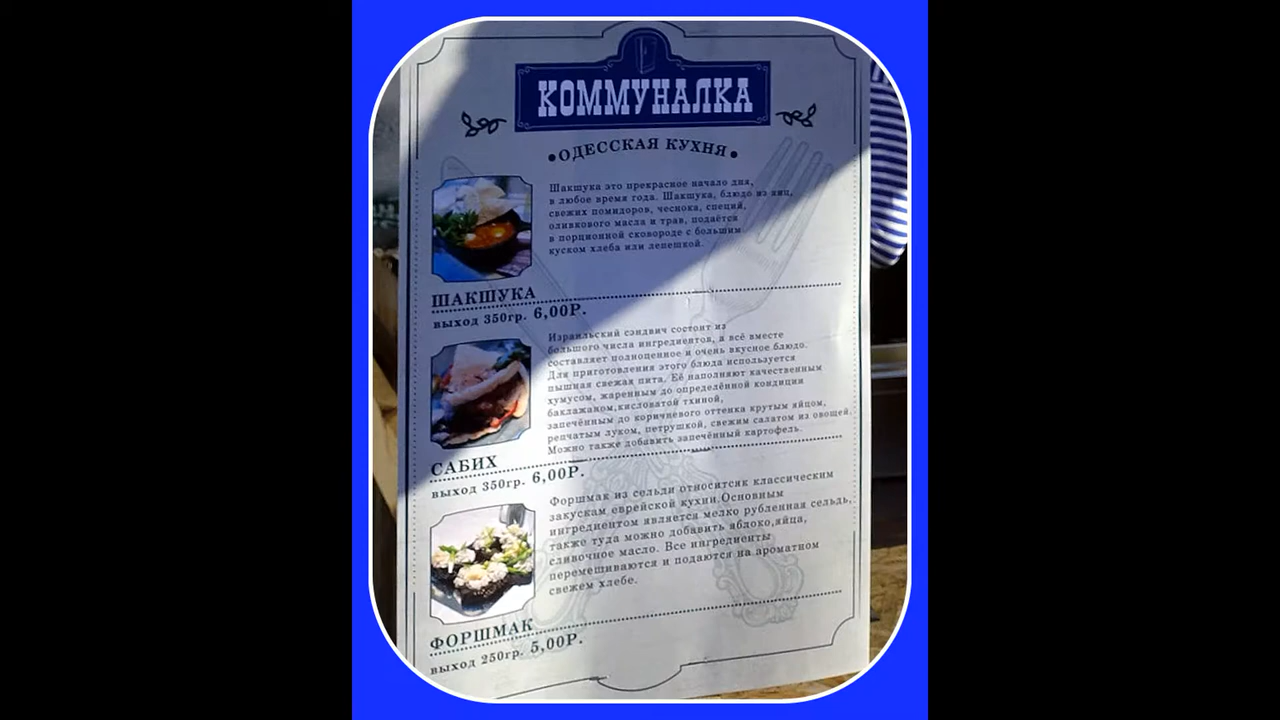 КОММУНАЛКА
•ОДЕССКАЯ КУХНЯ•
Шакшука это прекрасное начало дня,
в любое время года. Шакшука, блюдо из яиц,
свежих помидоров, чеснока, специй,
оливкового масла и трав, подаётся
в порционной сковороде с большим
куском хлеба или лепешкой.
ШАКШУКА
выход 350гр. 6,00Р.
Израильский сэндвич состоит из
большого числа ингредиентов, а всё вместе
составляет полноценное и очень вкусное блюдо.
Для приготовления этого блюда используется
пышная свежая пита. Её наполняют качественным
хумусом, жаренным до определённой кондиции
баклажаном,кисловатой тхиной,
запечённым до коричневого оттенка крутым яйцом,
репчатым луком, петрушкой, свежим салатом из овощей.
Можно также добавить запечённый картофель.
САБИХ
выход 350гр. 6,00Р.
Форшмак из сельди относитсяк классическим
закускам еврейской кухни.Основным
ингредиентом является мелко рубленная сельдь,
также туда можно добавить яблоко,яйца,
сливочное масло. Все ингредиенты
перемешиваются и подаются на ароматном
свежем хлебе.
ФОРШМАК
выход 250гр. 5,00Р.